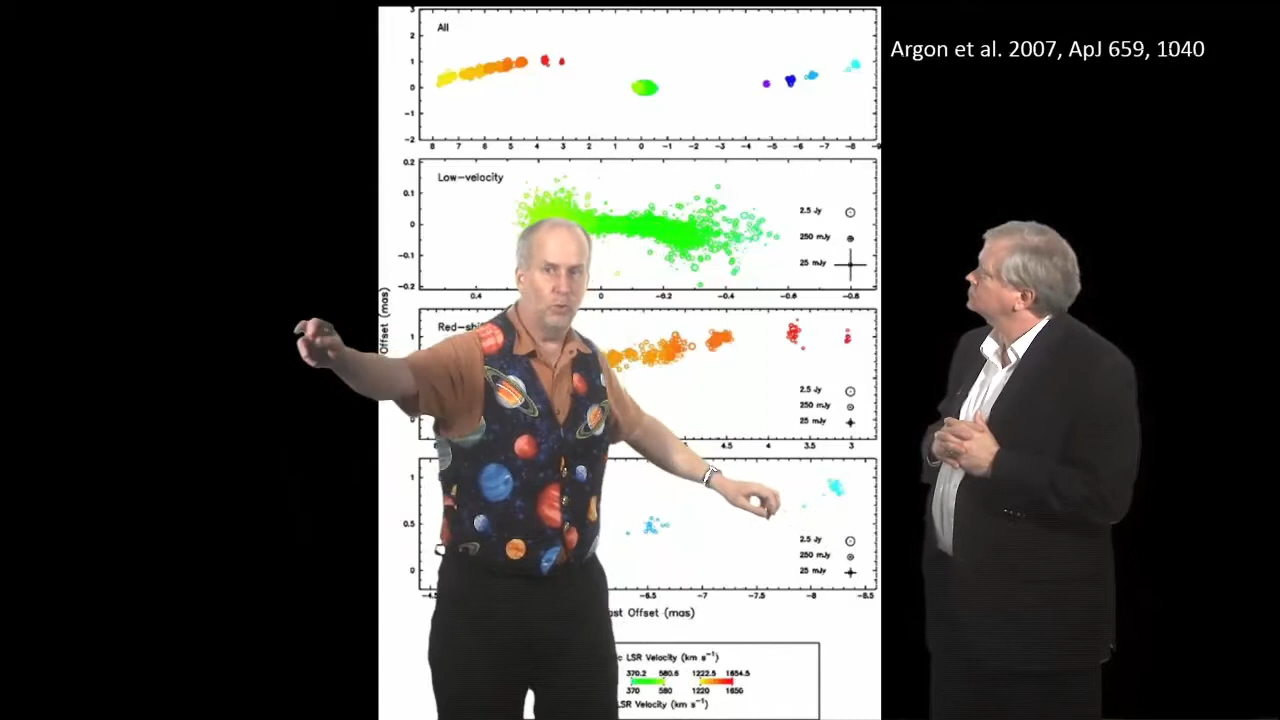 Argon et al. 2007, ApJ 659, 1040
All
3
2
1
0
−1
−2
8 7 6 5 4 3 2 1 0 −1 −2 −3 −4 −5 −6 −7 −8 −9
Low−velocity
0.2
0.1
0
−0.1
−0.2
2.5 Jy
250 mJy
25 mJy
0.4 0 −0.2 −0.4 −0.6 −0.8
Offset (mas)
Red−shi
1
2.5 Jy
250 mJy
25 mJy
4.5 4 3.5 3
1
0.5
0
2.5 Jy
250 mJy
25 mJy
−4.5 −6.5 −7 −7.5 −8 −8.5
ast Offset (mas)
c LSR Velocity (km s⁻¹)
370.2 580.6 1222.5 1654.5
370 580 1220 1650
LSR Velocity (km s⁻¹)